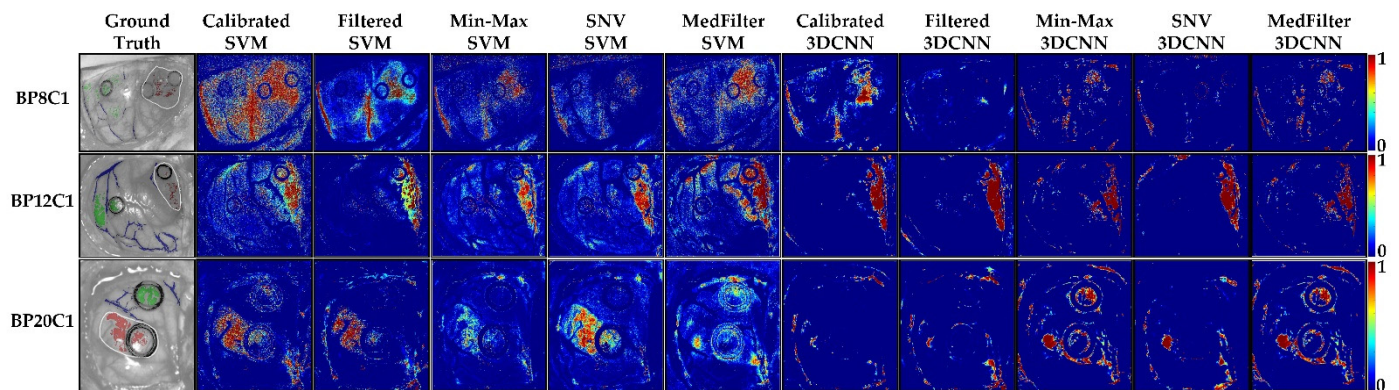 Ground Truth
Calibrated SVM
Filtered SVM
Min-Max SVM
SNV SVM
MedFilter SVM
Calibrated 3DCNN
Filtered 3DCNN
Min-Max 3DCNN
SNV 3DCNN
MedFilter 3DCNN
BP8C1
1
0
BP12C1
1
0
BP20C1
1
0